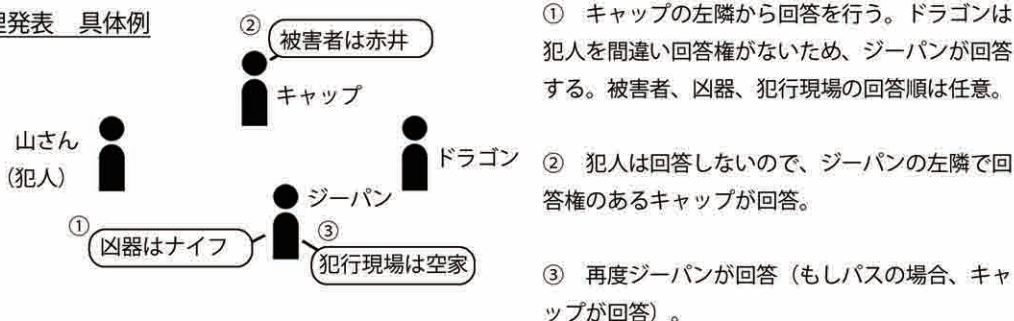 理発表　具体例
②
被害者は赤井
キャップ
山さん
（犯人）
ドラゴン
ジーパン
①
凶器はナイフ
③
犯行現場は空家
①　キャップの左隣から回答を行う。ドラゴンは
犯人を間違い回答権がないため、ジーパンが回答
する。被害者、凶器、犯行現場の回答順は任意。
②　犯人は回答しないので、ジーパンの左隣で回
答権のあるキャップが回答。
③　再度ジーパンが回答（もしパスの場合、キャ
ップが回答）。